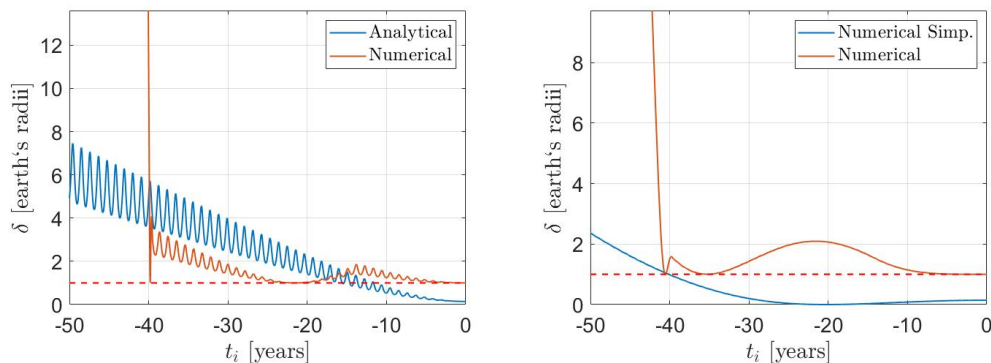 12
10
8
6
4
2
0
δ [earth‘s radii]
-50 -40 -30 -20 -10 0
t_i [years]
Analytical
Numerical
8
6
4
2
0
δ [earth‘s radii]
-50 -40 -30 -20 -10 0
t_i [years]
Numerical Simp.
Numerical